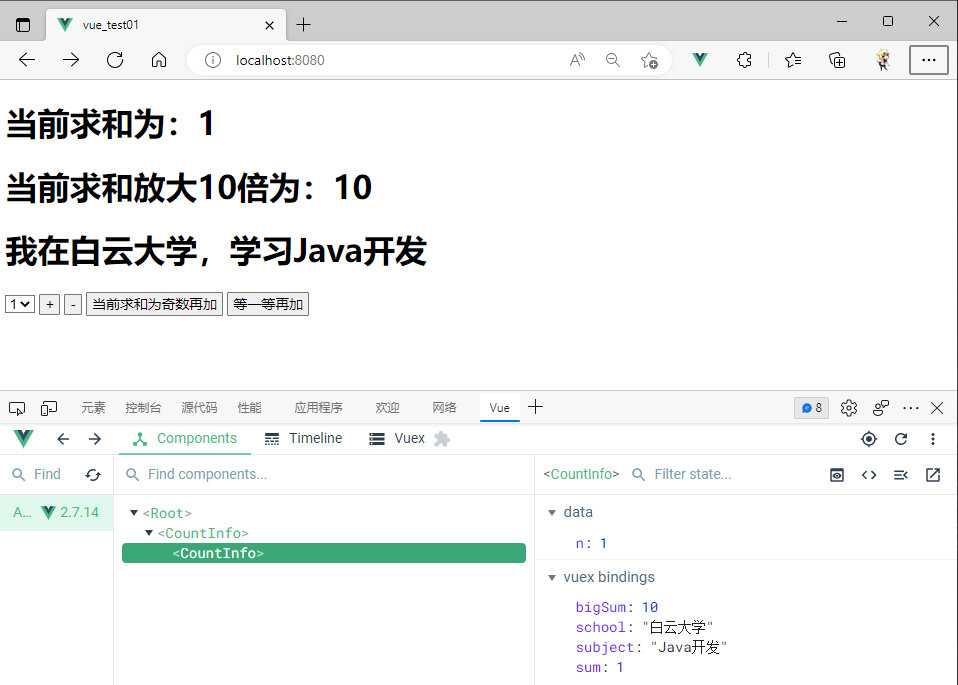 vue_test01
localhost:8080
当前求和为：1
当前求和放大10倍为：10
我在白云大学，学习Java开发
1 + - 当前求和为奇数再加 等一等再加
元素 控制台 源代码 性能 应用程序 欢迎 网络 Vue 8
Components Timeline Vuex
Find Find components... <CountInfo> Filter state...
A... 2.7.14
<Root>
<CountInfo>
<CountInfo>
data
n: 1
vuex bindings
bigSum: 10
school: "白云大学"
subject: "Java开发"
sum: 1